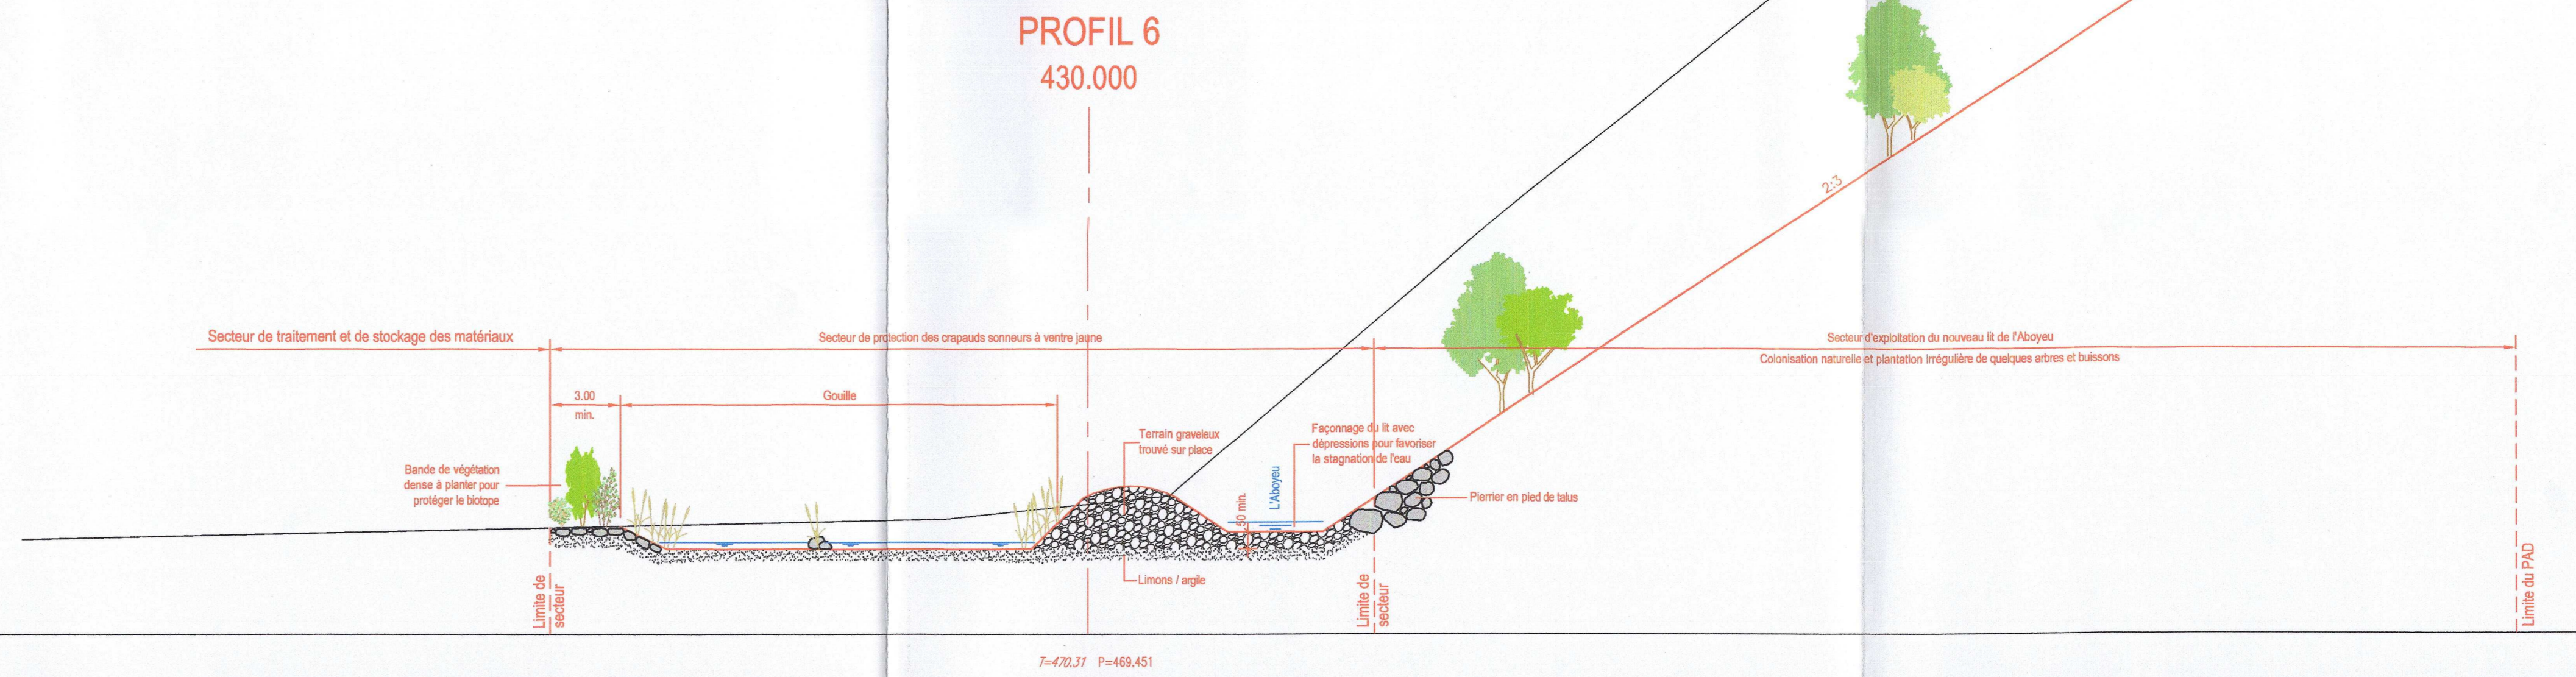 PROFIL 6
430.000
2:3
Secteur de traitement et de stockage des matériaux
Secteur de protection des crapauds sonneurs à ventre jaune
Secteur d'exploitation du nouveau lit de l'Aboyeu
Colonisation naturelle et plantation irrégulière de quelques arbres et buissons
3.00
min.
Gouille
Bande de végétation
dense à planter pour
protéger le biotope
Terrain graveleux
trouvé sur place
Façonnage du lit avec
dépressions pour favoriser
la stagnation de l'eau
L'Aboyeu
50 min.
Pierrier en pied de talus
Limons / argile
Limite de
secteur
Limite de
secteur
Limite du PAD
T=470.31 P=469.451